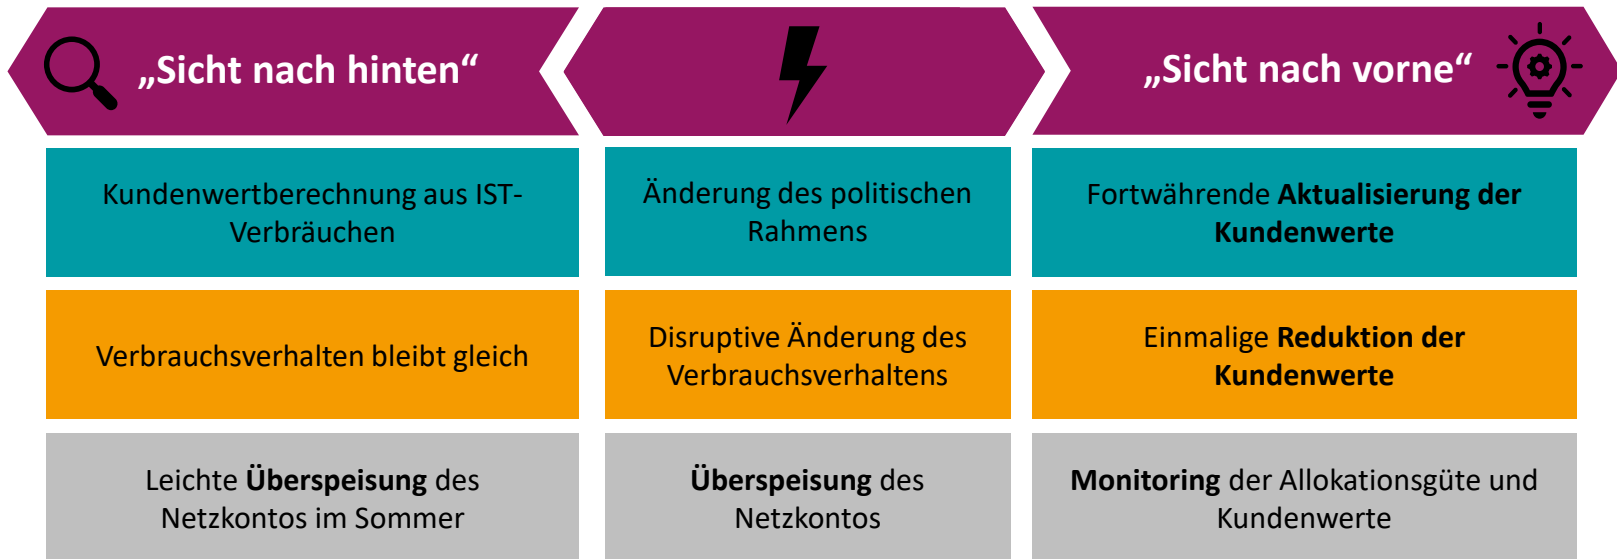 „Sicht nach hinten“
„Sicht nach vorne“
Kundenwertberechnung aus IST-
Verbräuchen
Änderung des politischen
Rahmens
Fortwährende Aktualisierung der
Kundenwerte
Verbrauchsverhalten bleibt gleich
Disruptive Änderung des
Verbrauchsverhaltens
Einmalige Reduktion der
Kundenwerte
Leichte Überspeisung des
Netzkontos im Sommer
Überspeisung des
Netzkontos
Monitoring der Allokationsgüte und
Kundenwerte